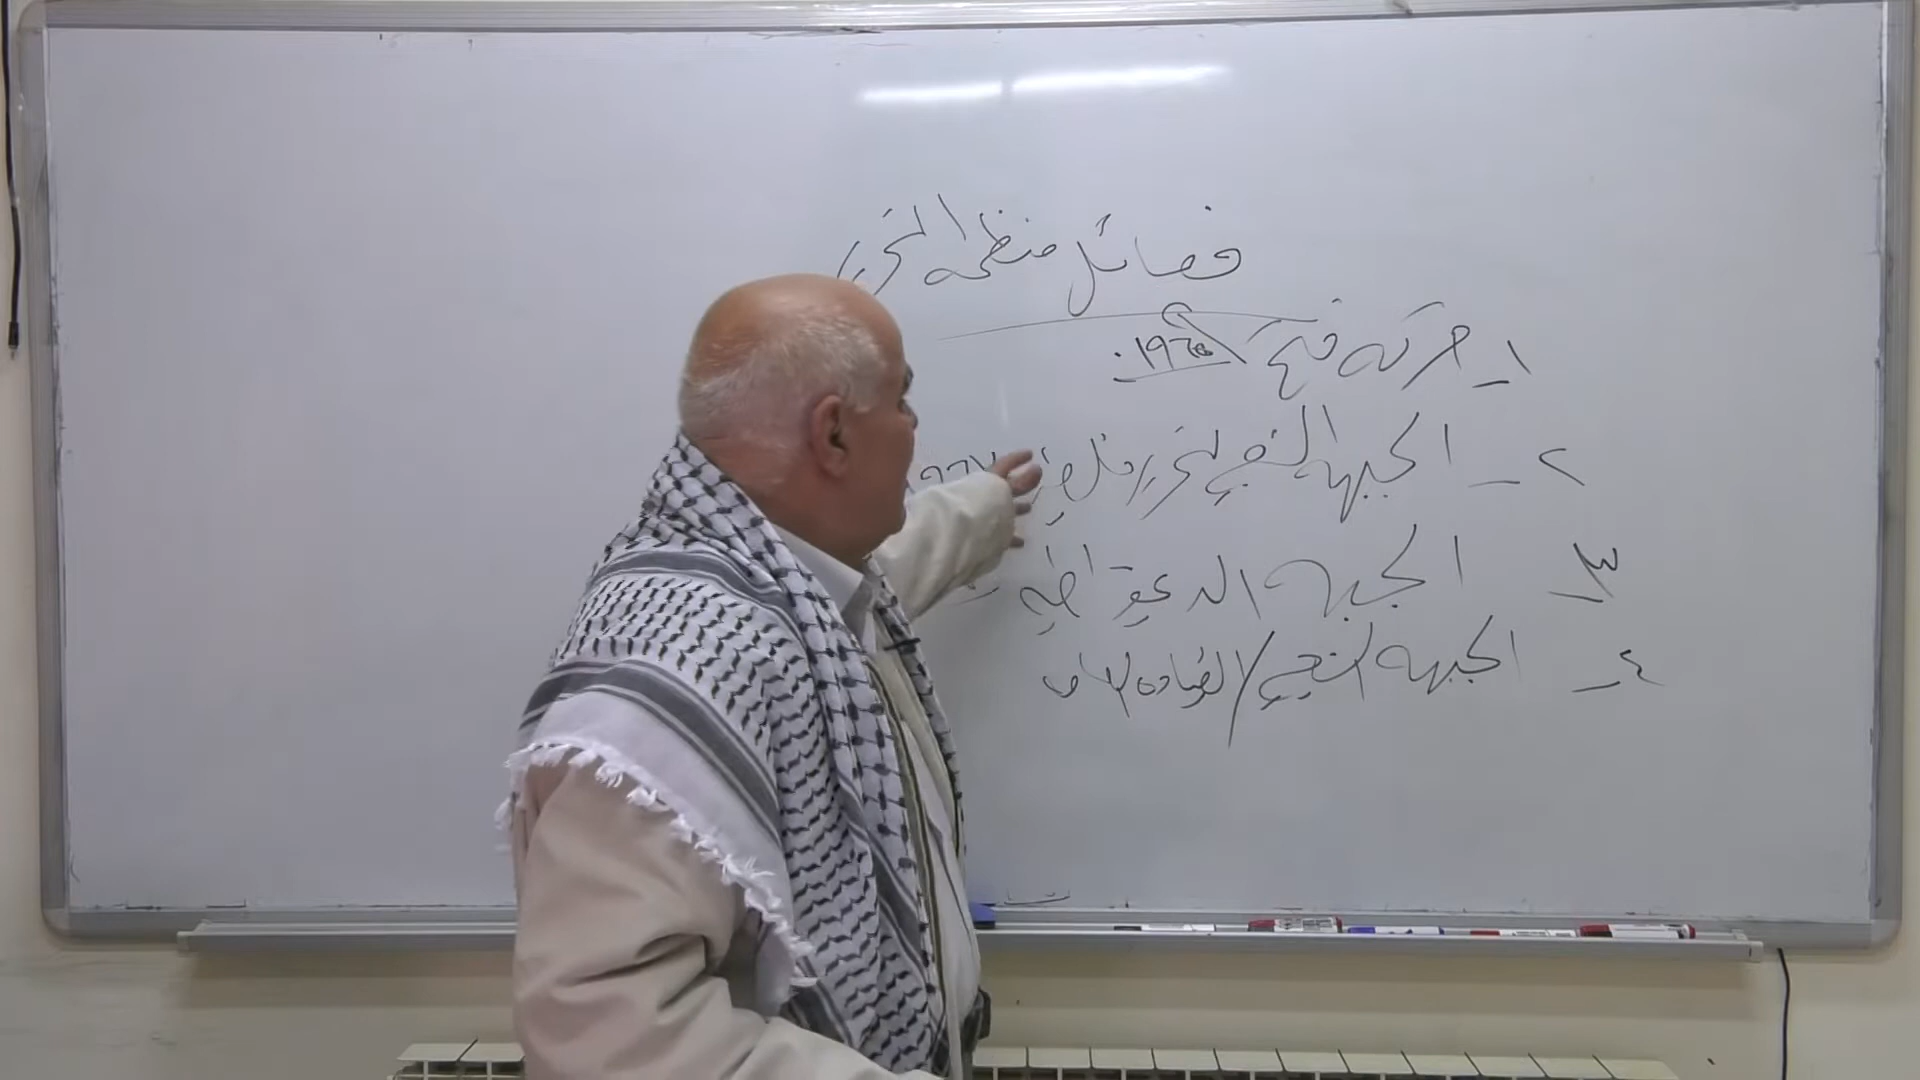 فصائل منظمة التحرير
١- حركة فتح ١٩٦٥
٢- الجبهة الشعبية لتحرير فلسطين ١٩٦٧
٣- الجبهة الديمقراطية
٤- الجبهة الشعبية / القيادة العامة